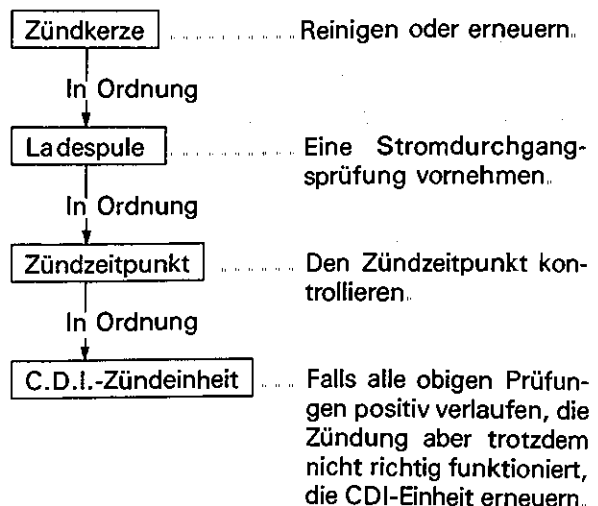 Zündkerze ........ Reinigen oder erneuern.
In Ordnung
Ladespule ........ Eine Stromdurchgang-
sprüfung vornehmen.
In Ordnung
Zündzeitpunkt ........ Den Zündzeitpunkt kon-
trollieren.
In Ordnung
C.D.I.-Zündeinheit .... Falls alle obigen Prüfun-
gen positiv verlaufen, die
Zündung aber trotzdem
nicht richtig funktioniert,
die CDI-Einheit erneuern.